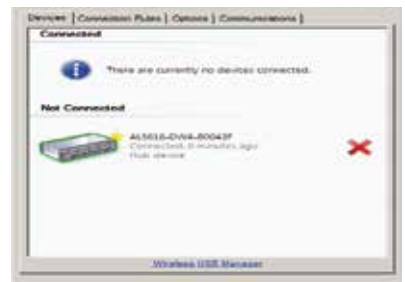 Devices | Connection Rules | Options | Communications |
Connected
There are currently no devices connected.
Not Connected
Connected, 0 minutes ago
Hub device
Wireless USB Manager